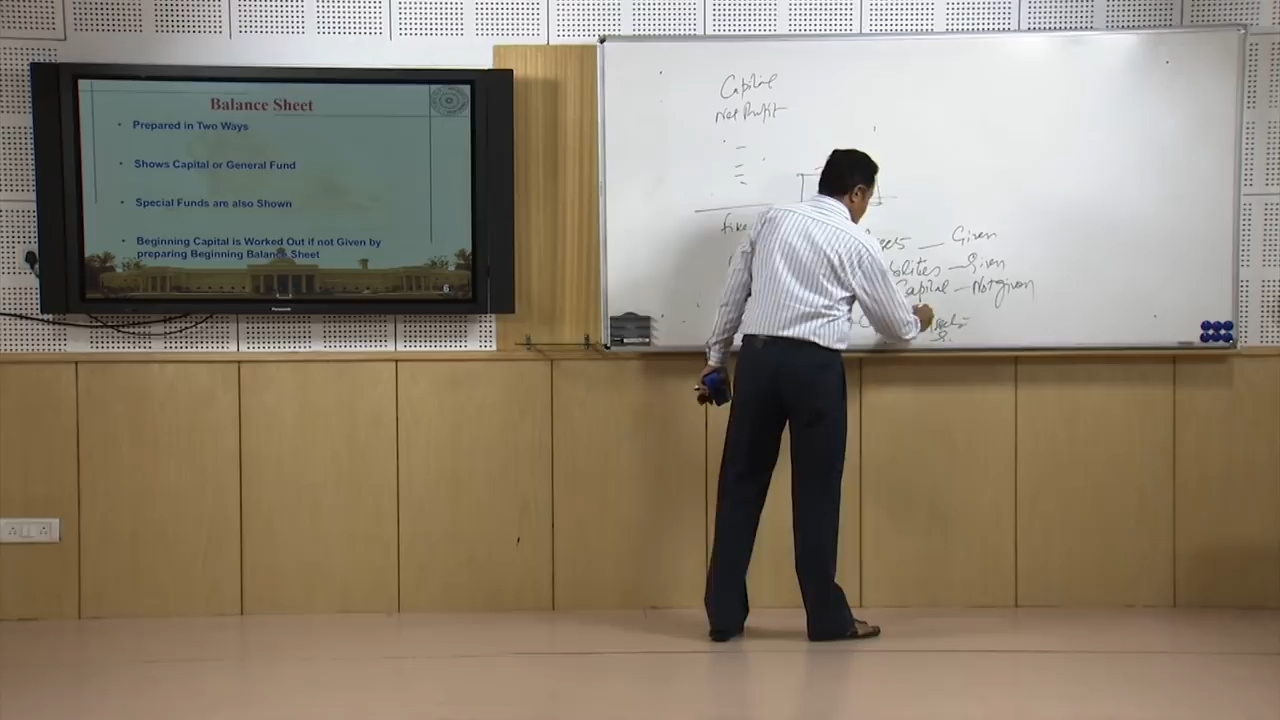 Balance Sheet
• Prepared in Two Ways
• Shows Capital or General Fund
• Special Funds are also Shown
• Beginning Capital is Worked Out if not Given by
preparing Beginning Balance Sheet
6
Panasonic
Capital
Net Profit
— Given
— Given
Capital — Not given